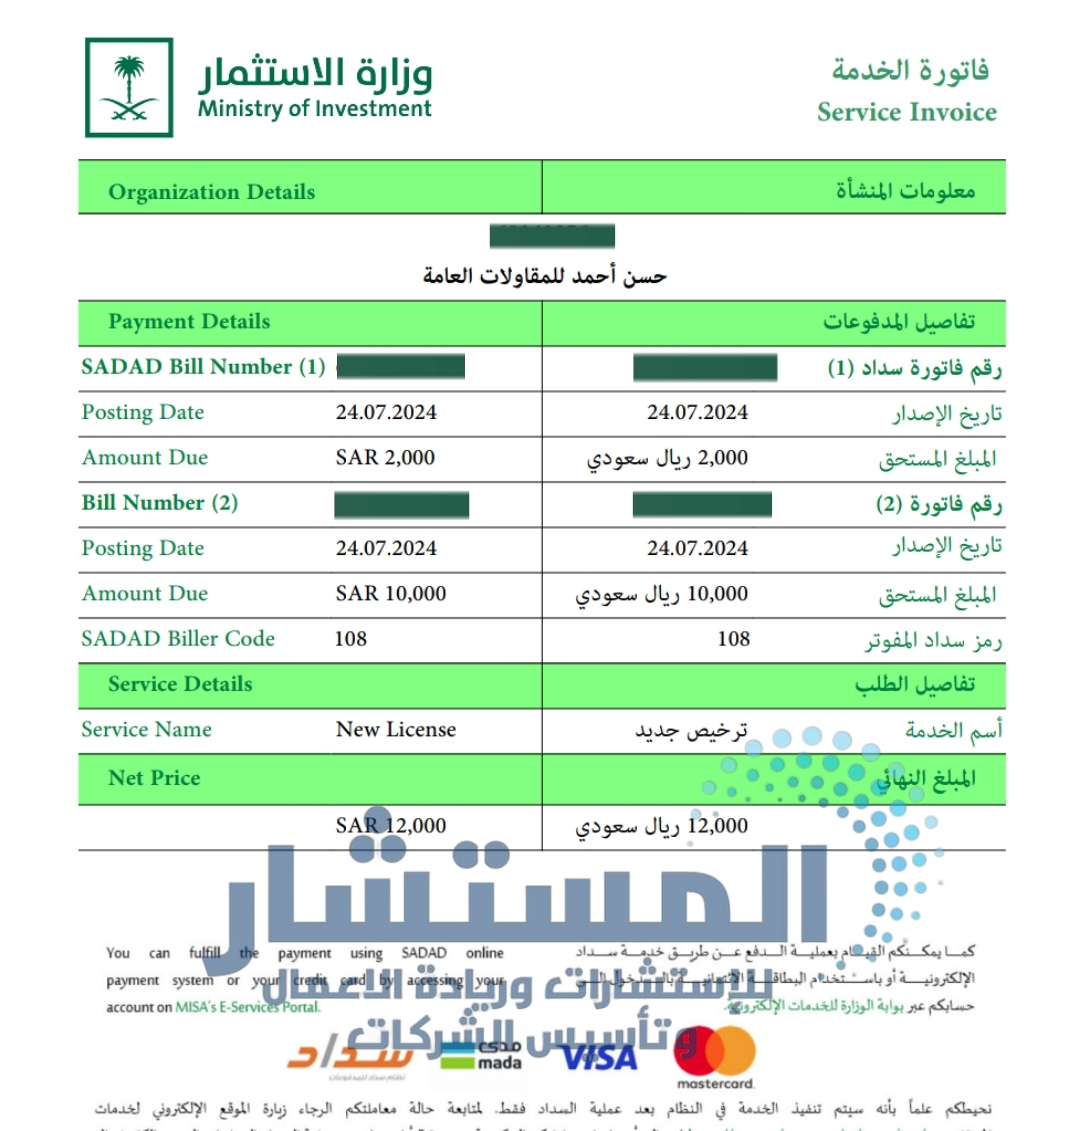 وزارة الاستثمار
Ministry of Investment
فاتورة الخدمة
Service Invoice
Organization Details معلومات المنشأة
حسن أحمد للمقاولات العامة
Payment Details تفاصيل المدفوعات
SADAD Bill Number (1) رقم فاتورة سداد (1)
Posting Date 24.07.2024 24.07.2024 تاريخ الإصدار
Amount Due SAR 2,000 2,000 ريال سعودي المبلغ المستحق
Bill Number (2) رقم فاتورة (2)
Posting Date 24.07.2024 24.07.2024 تاريخ الإصدار
Amount Due SAR 10,000 10,000 ريال سعودي المبلغ المستحق
SADAD Biller Code 108 108 رمز سداد المفوتر
Service Details تفاصيل الطلب
Service Name New License ترخيص جديد أسم الخدمة
Net Price المبلغ النهائي
SAR 12,000 12,000 ريال سعودي
المستشار
للإستشارات وريادة الاعمال
وتأسيس الشركات
You can fulfill the payment using SADAD online
payment system or your credit card by accessing your
account on MISA's E-Services Portal.
كما يمكنكم القيام بعملية الدفع عن طريق خدمة سداد
الإلكترونية أو باستخدام البطاقة الائتمانية بالدخول الى
حسابكم عبر بوابة الوزارة للخدمات الإلكترونية.
سداد
نظام سداد للمدفوعات
مدى
mada
VISA
mastercard.
نحيطكم علماً بأنه سيتم تنفيذ الخدمة في النظام بعد عملية السداد فقط. لمتابعة حالة معاملتكم الرجاء زيارة الموقع الإلكتروني لخدمات